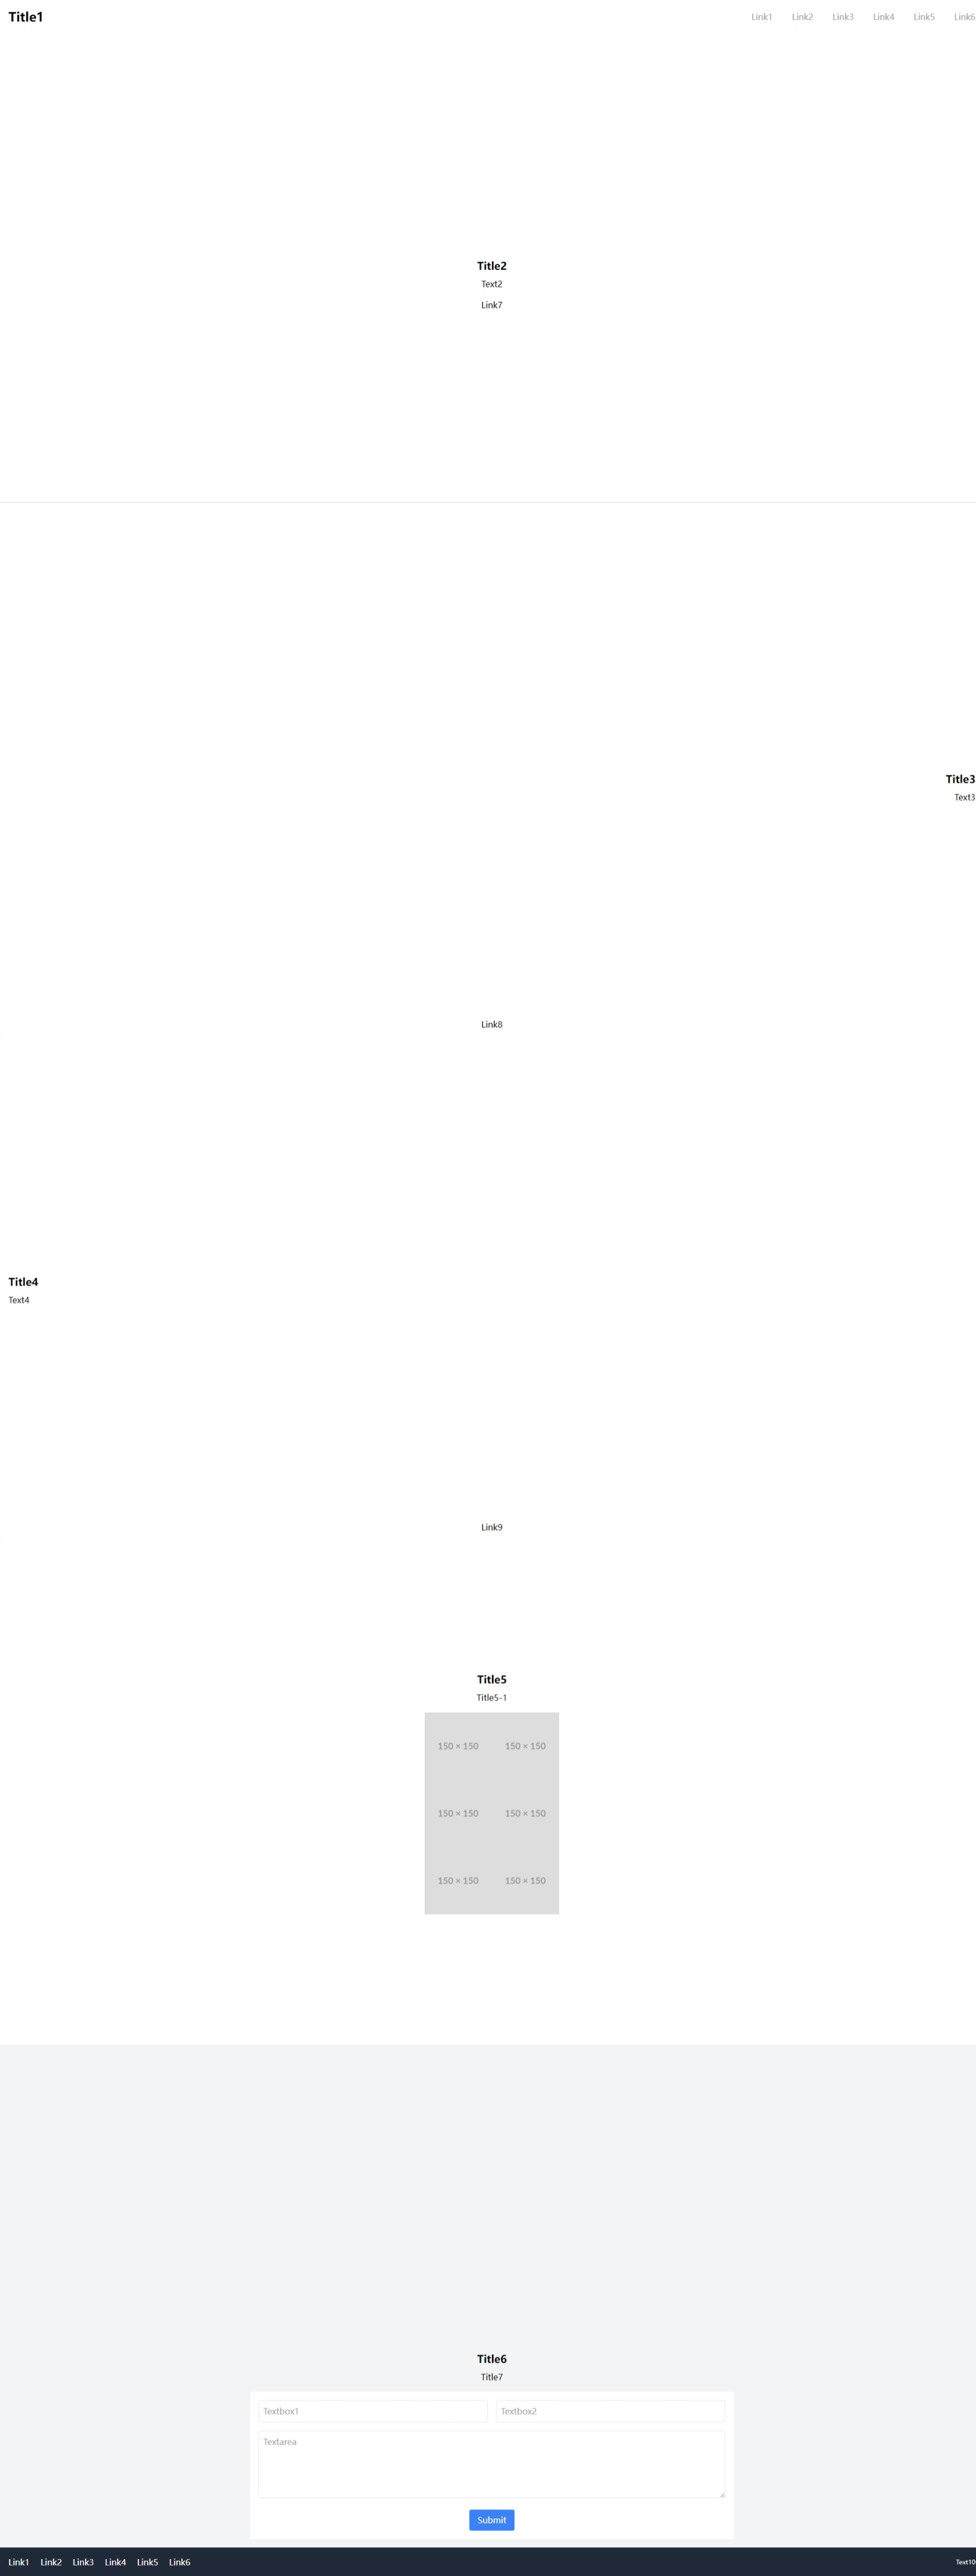 Title1 Link1 Link2 Link3 Link4 Link5 Link6
Title2
Text2
Link7
Title3
Text3
Link8
Title4
Text4
Link9
Title5
Title5-1
150 × 150 150 × 150
150 × 150 150 × 150
150 × 150 150 × 150
Title6
Title7
Textbox1 Textbox2
Textarea
Submit
Link1 Link2 Link3 Link4 Link5 Link6 Text10